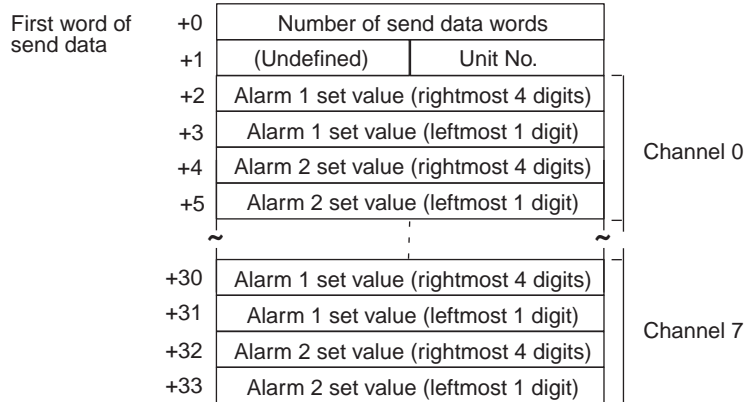 First word of send data
+0 Number of send data words
+1 (Undefined) Unit No.
+2 Alarm 1 set value (rightmost 4 digits)
+3 Alarm 1 set value (leftmost 1 digit)
+4 Alarm 2 set value (rightmost 4 digits)
+5 Alarm 2 set value (leftmost 1 digit)
Channel 0
~ ~
+30 Alarm 1 set value (rightmost 4 digits)
+31 Alarm 1 set value (leftmost 1 digit)
+32 Alarm 2 set value (rightmost 4 digits)
+33 Alarm 2 set value (leftmost 1 digit)
Channel 7